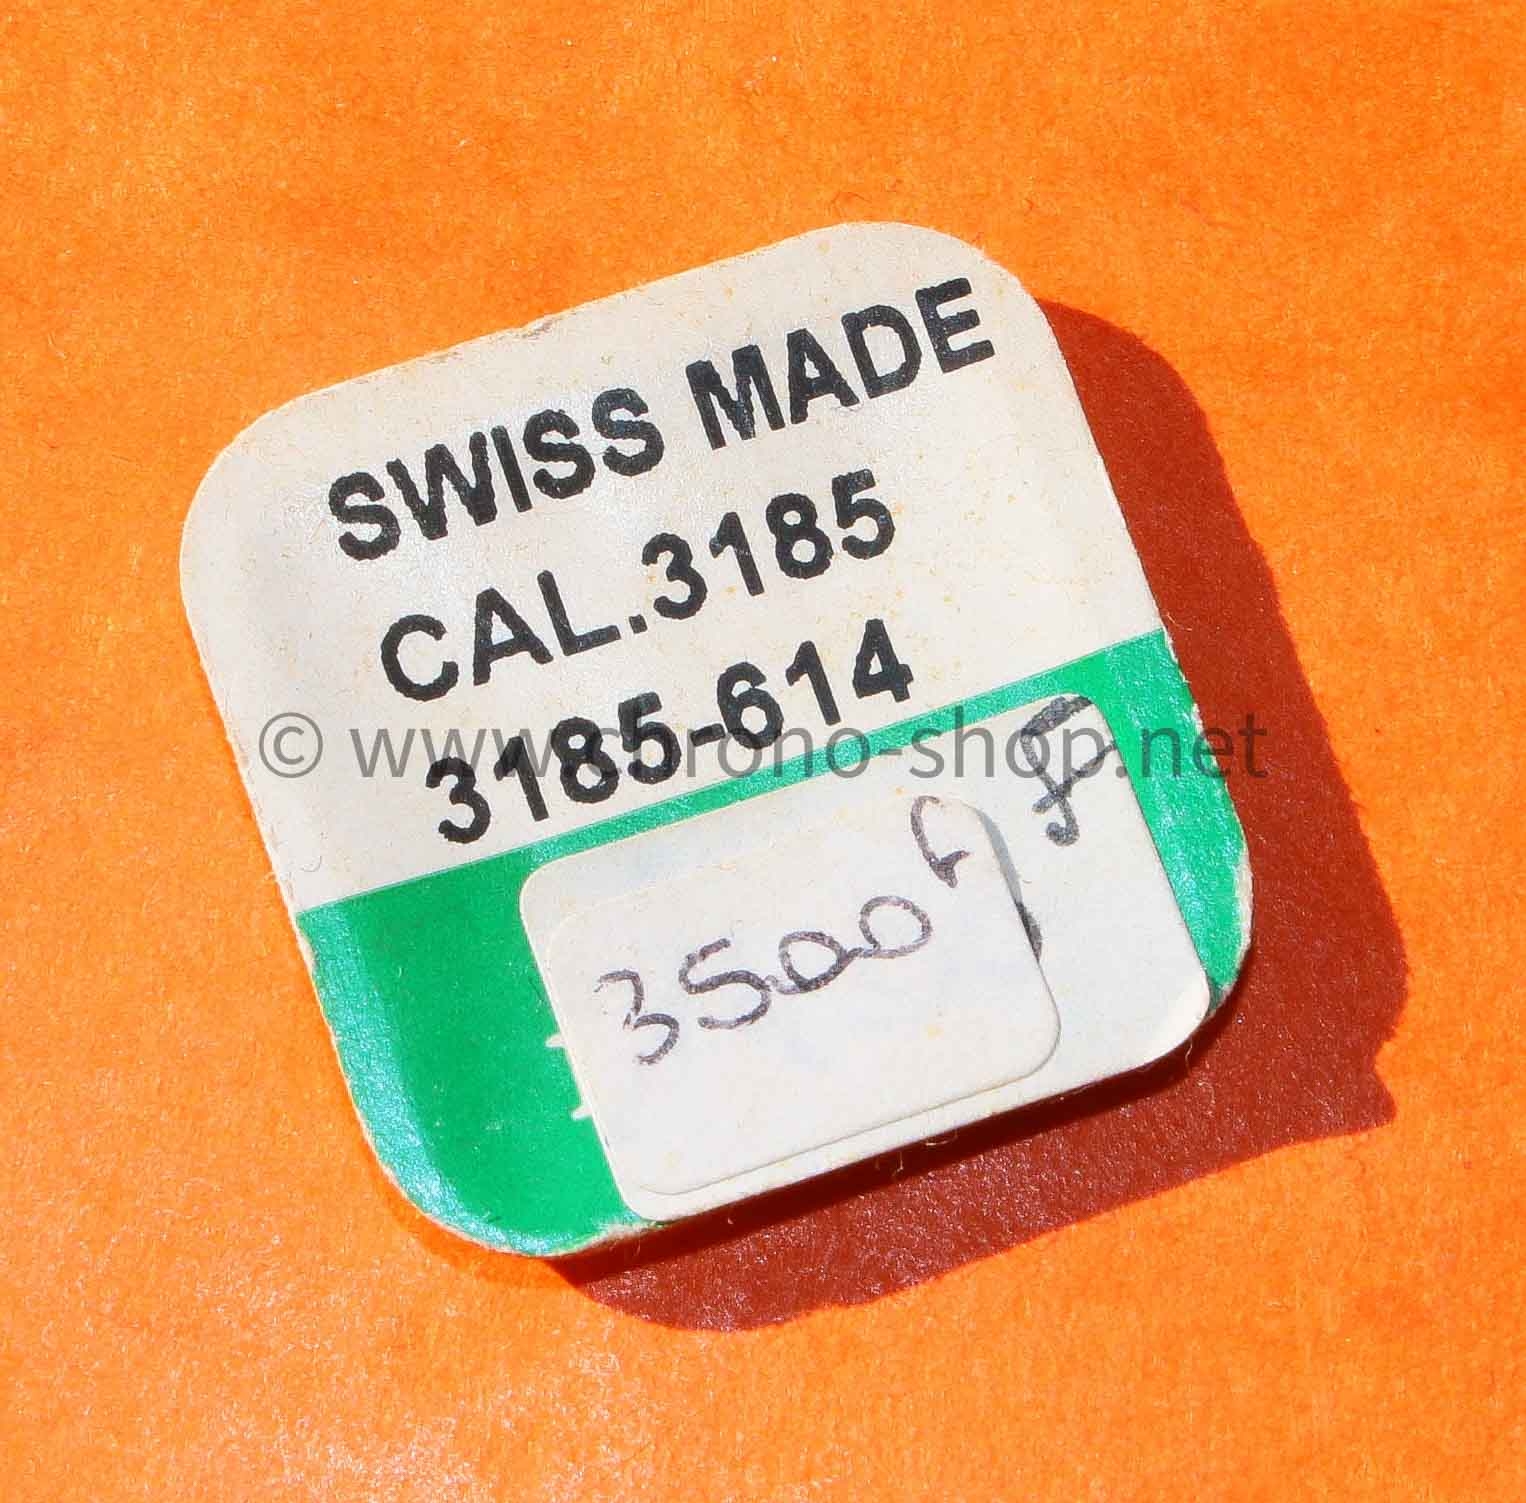 SWISS MADE
CAL.3185
3185-614
© www.chrono-shop.net
3500